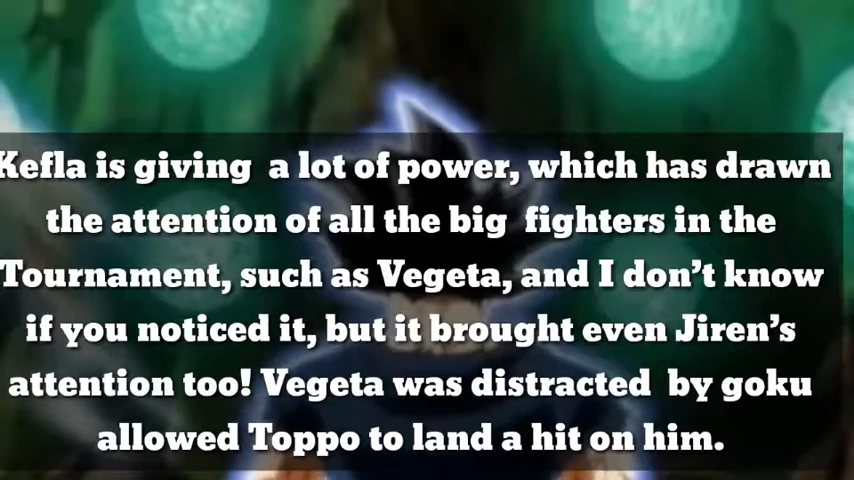 Kefla is giving  a lot of power, which has drawn
the attention of all the big  fighters in the
Tournament, such as Vegeta, and I don't know
if you noticed it, but it brought even Jiren's
attention too! Vegeta was distracted  by goku
allowed Toppo to land a hit on him.